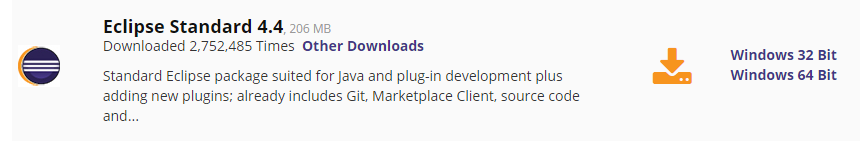 Eclipse Standard 4.4, 206 MB
Downloaded 2,752,485 Times Other Downloads
Standard Eclipse package suited for Java and plug-in development plus
adding new plugins; already includes Git, Marketplace Client, source code
and...
Windows 32 Bit
Windows 64 Bit